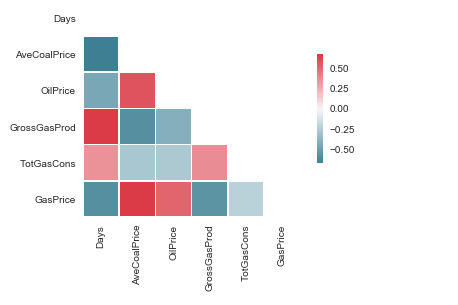 Days
AveCoalPrice
OilPrice
GrossGasProd
TotGasCons
GasPrice
Days
AveCoalPrice
OilPrice
GrossGasProd
TotGasCons
GasPrice
0.50
0.25
0.00
−0.25
−0.50